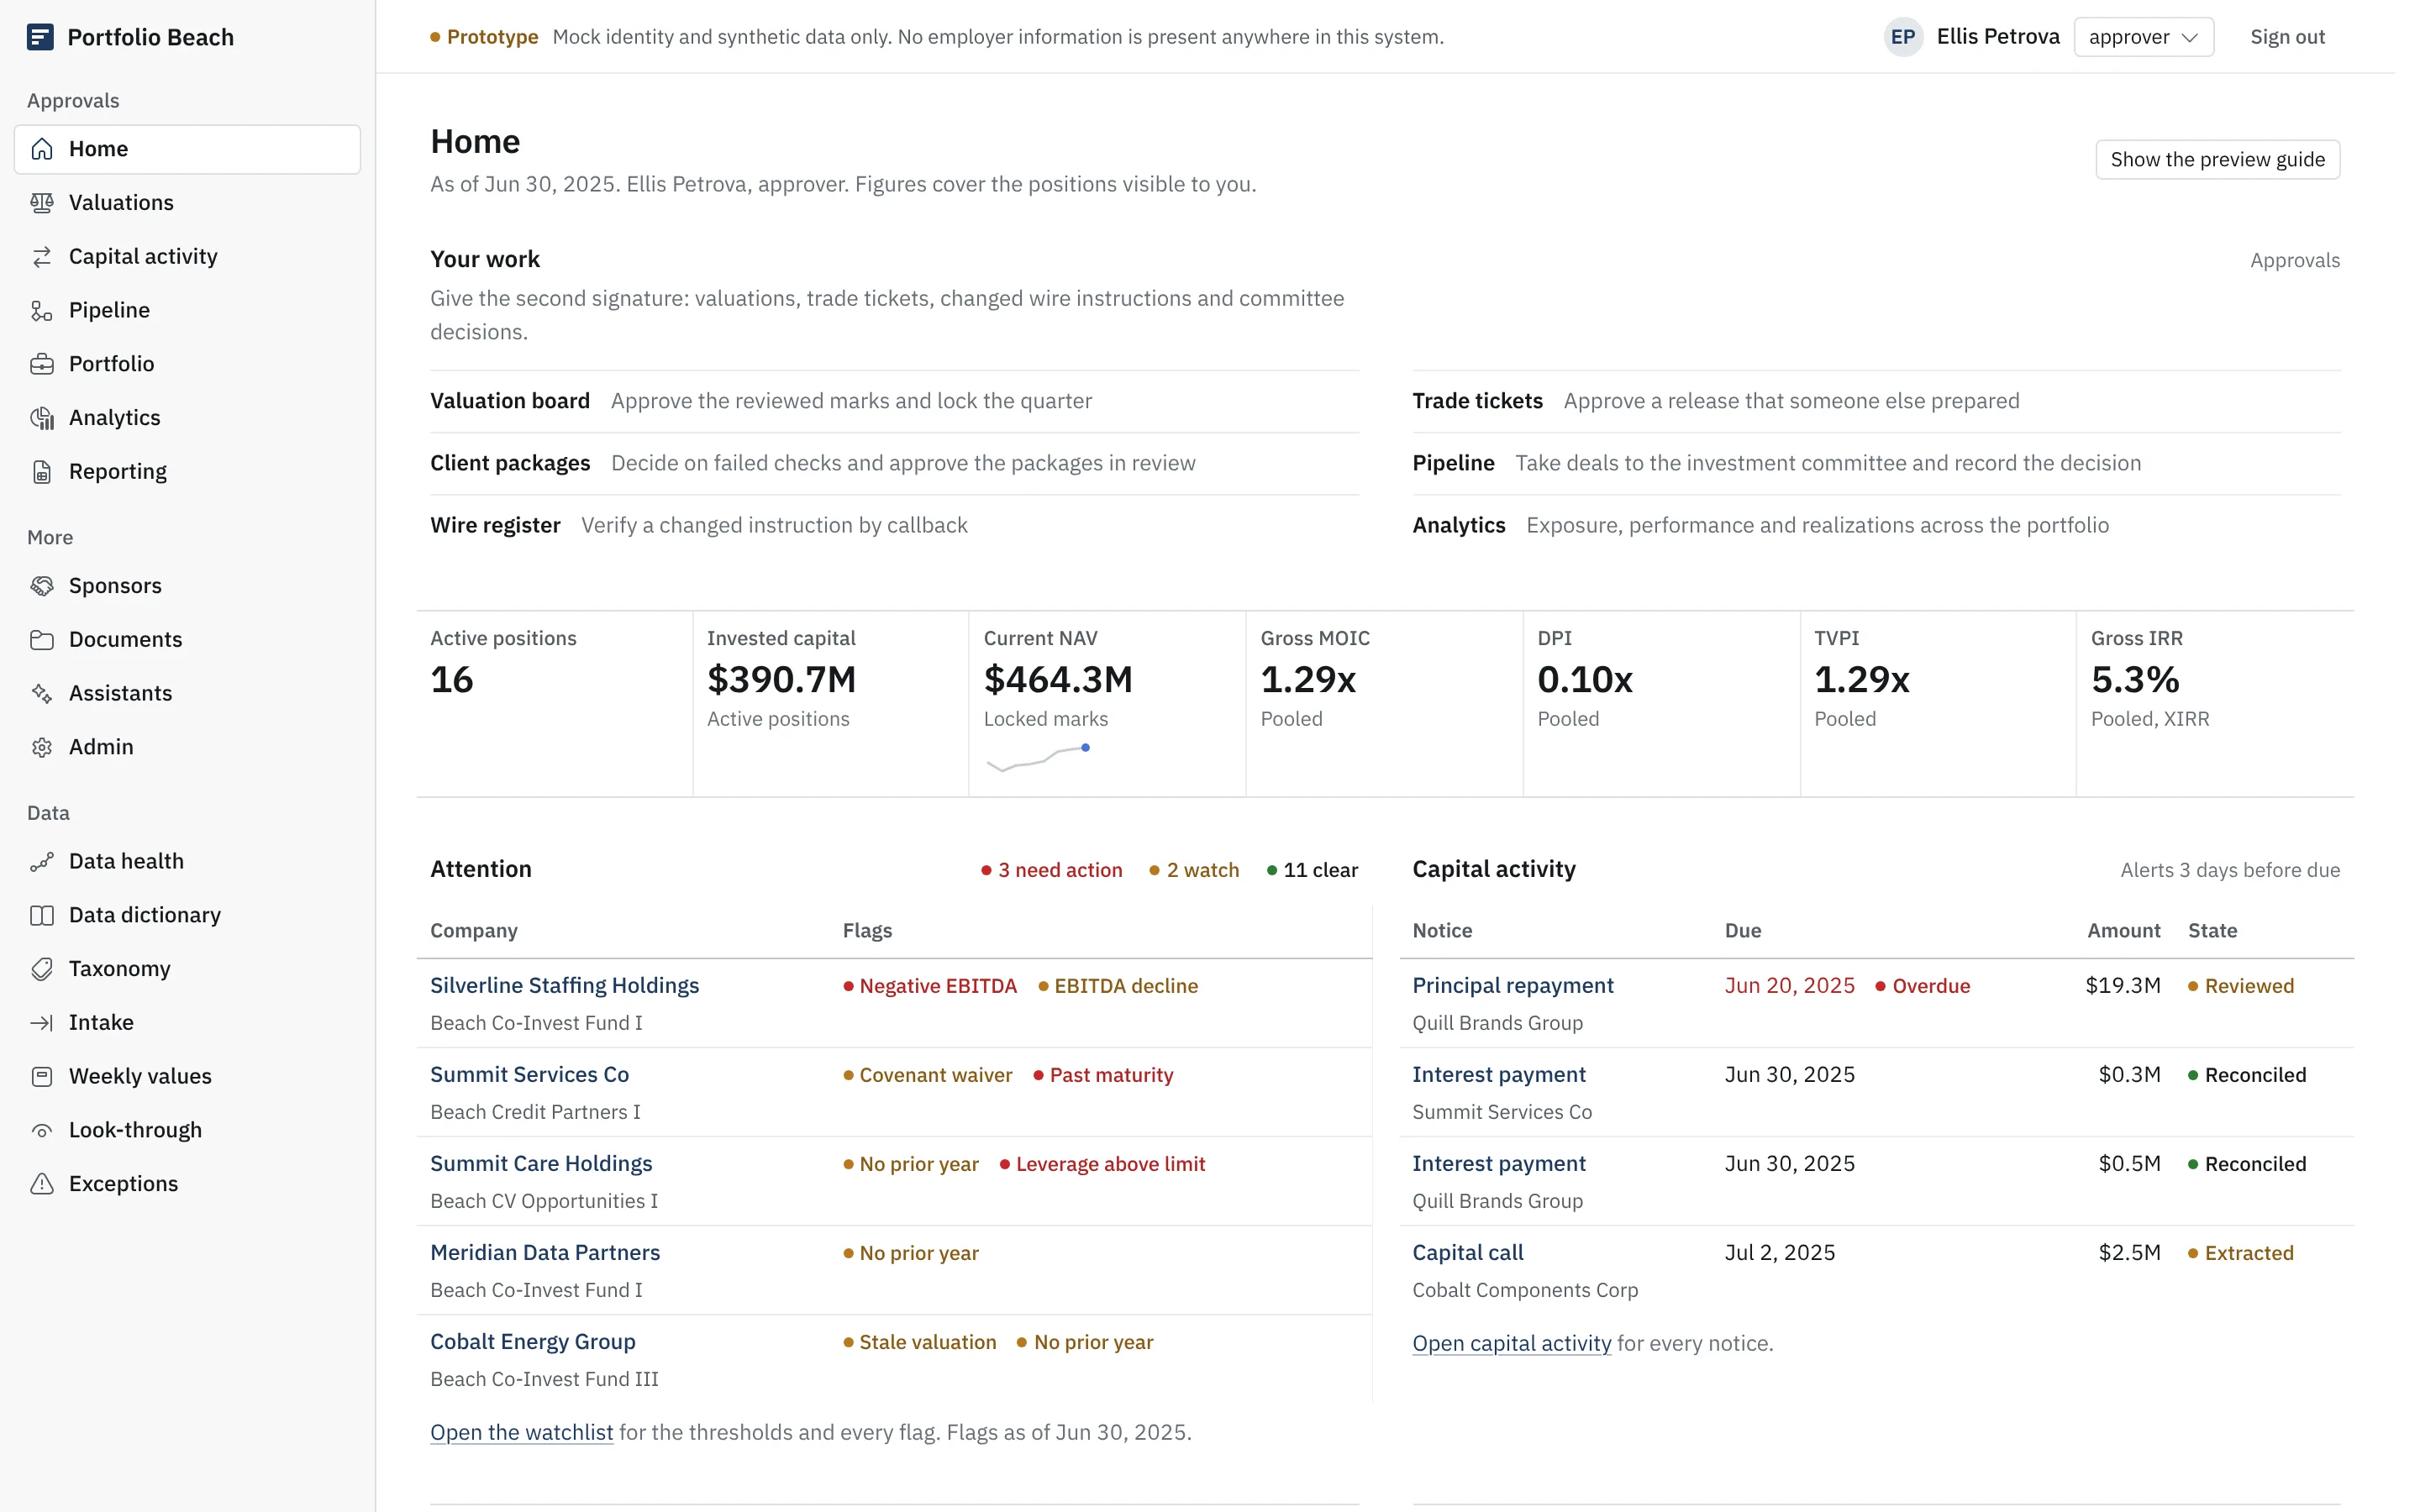 Portfolio Beach
Approvals
Home
Valuations
Capital activity
Pipeline
Portfolio
Analytics
Reporting
More
Sponsors
Documents
Assistants
Admin
Data
Data health
Data dictionary
Taxonomy
Intake
Weekly values
Look-through
Exceptions
Prototype Mock identity and synthetic data only. No employer information is present anywhere in this system.
EP Ellis Petrova approver Sign out
Home
As of Jun 30, 2025. Ellis Petrova, approver. Figures cover the positions visible to you.
Show the preview guide
Your work
Approvals
Give the second signature: valuations, trade tickets, changed wire instructions and committee
decisions.
Valuation board Approve the reviewed marks and lock the quarter
Trade tickets Approve a release that someone else prepared
Client packages Decide on failed checks and approve the packages in review
Pipeline Take deals to the investment committee and record the decision
Wire register Verify a changed instruction by callback
Analytics Exposure, performance and realizations across the portfolio
Active positions
16
Invested capital
$390.7M
Active positions
Current NAV
$464.3M
Locked marks
Gross MOIC
1.29x
Pooled
DPI
0.10x
Pooled
TVPI
1.29x
Pooled
Gross IRR
5.3%
Pooled, XIRR
Attention 3 need action 2 watch 11 clear
Company Flags
Silverline Staffing Holdings Negative EBITDA EBITDA decline
Beach Co-Invest Fund I
Summit Services Co Covenant waiver Past maturity
Beach Credit Partners I
Summit Care Holdings No prior year Leverage above limit
Beach CV Opportunities I
Meridian Data Partners No prior year
Beach Co-Invest Fund I
Cobalt Energy Group Stale valuation No prior year
Beach Co-Invest Fund III
Open the watchlist for the thresholds and every flag. Flags as of Jun 30, 2025.
Capital activity Alerts 3 days before due
Notice Due Amount State
Principal repayment Jun 20, 2025 Overdue $19.3M Reviewed
Quill Brands Group
Interest payment Jun 30, 2025 $0.3M Reconciled
Summit Services Co
Interest payment Jun 30, 2025 $0.5M Reconciled
Quill Brands Group
Capital call Jul 2, 2025 $2.5M Extracted
Cobalt Components Corp
Open capital activity for every notice.